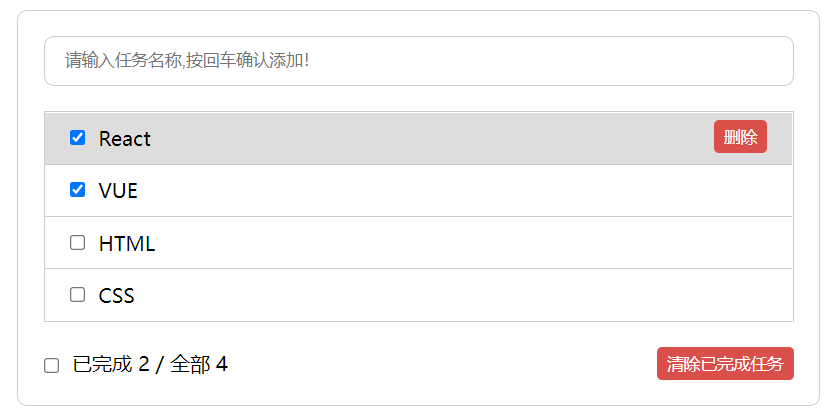 请输入任务名称,按回车确认添加!
React 删除
VUE
HTML
CSS
已完成 2 / 全部 4 清除已完成任务